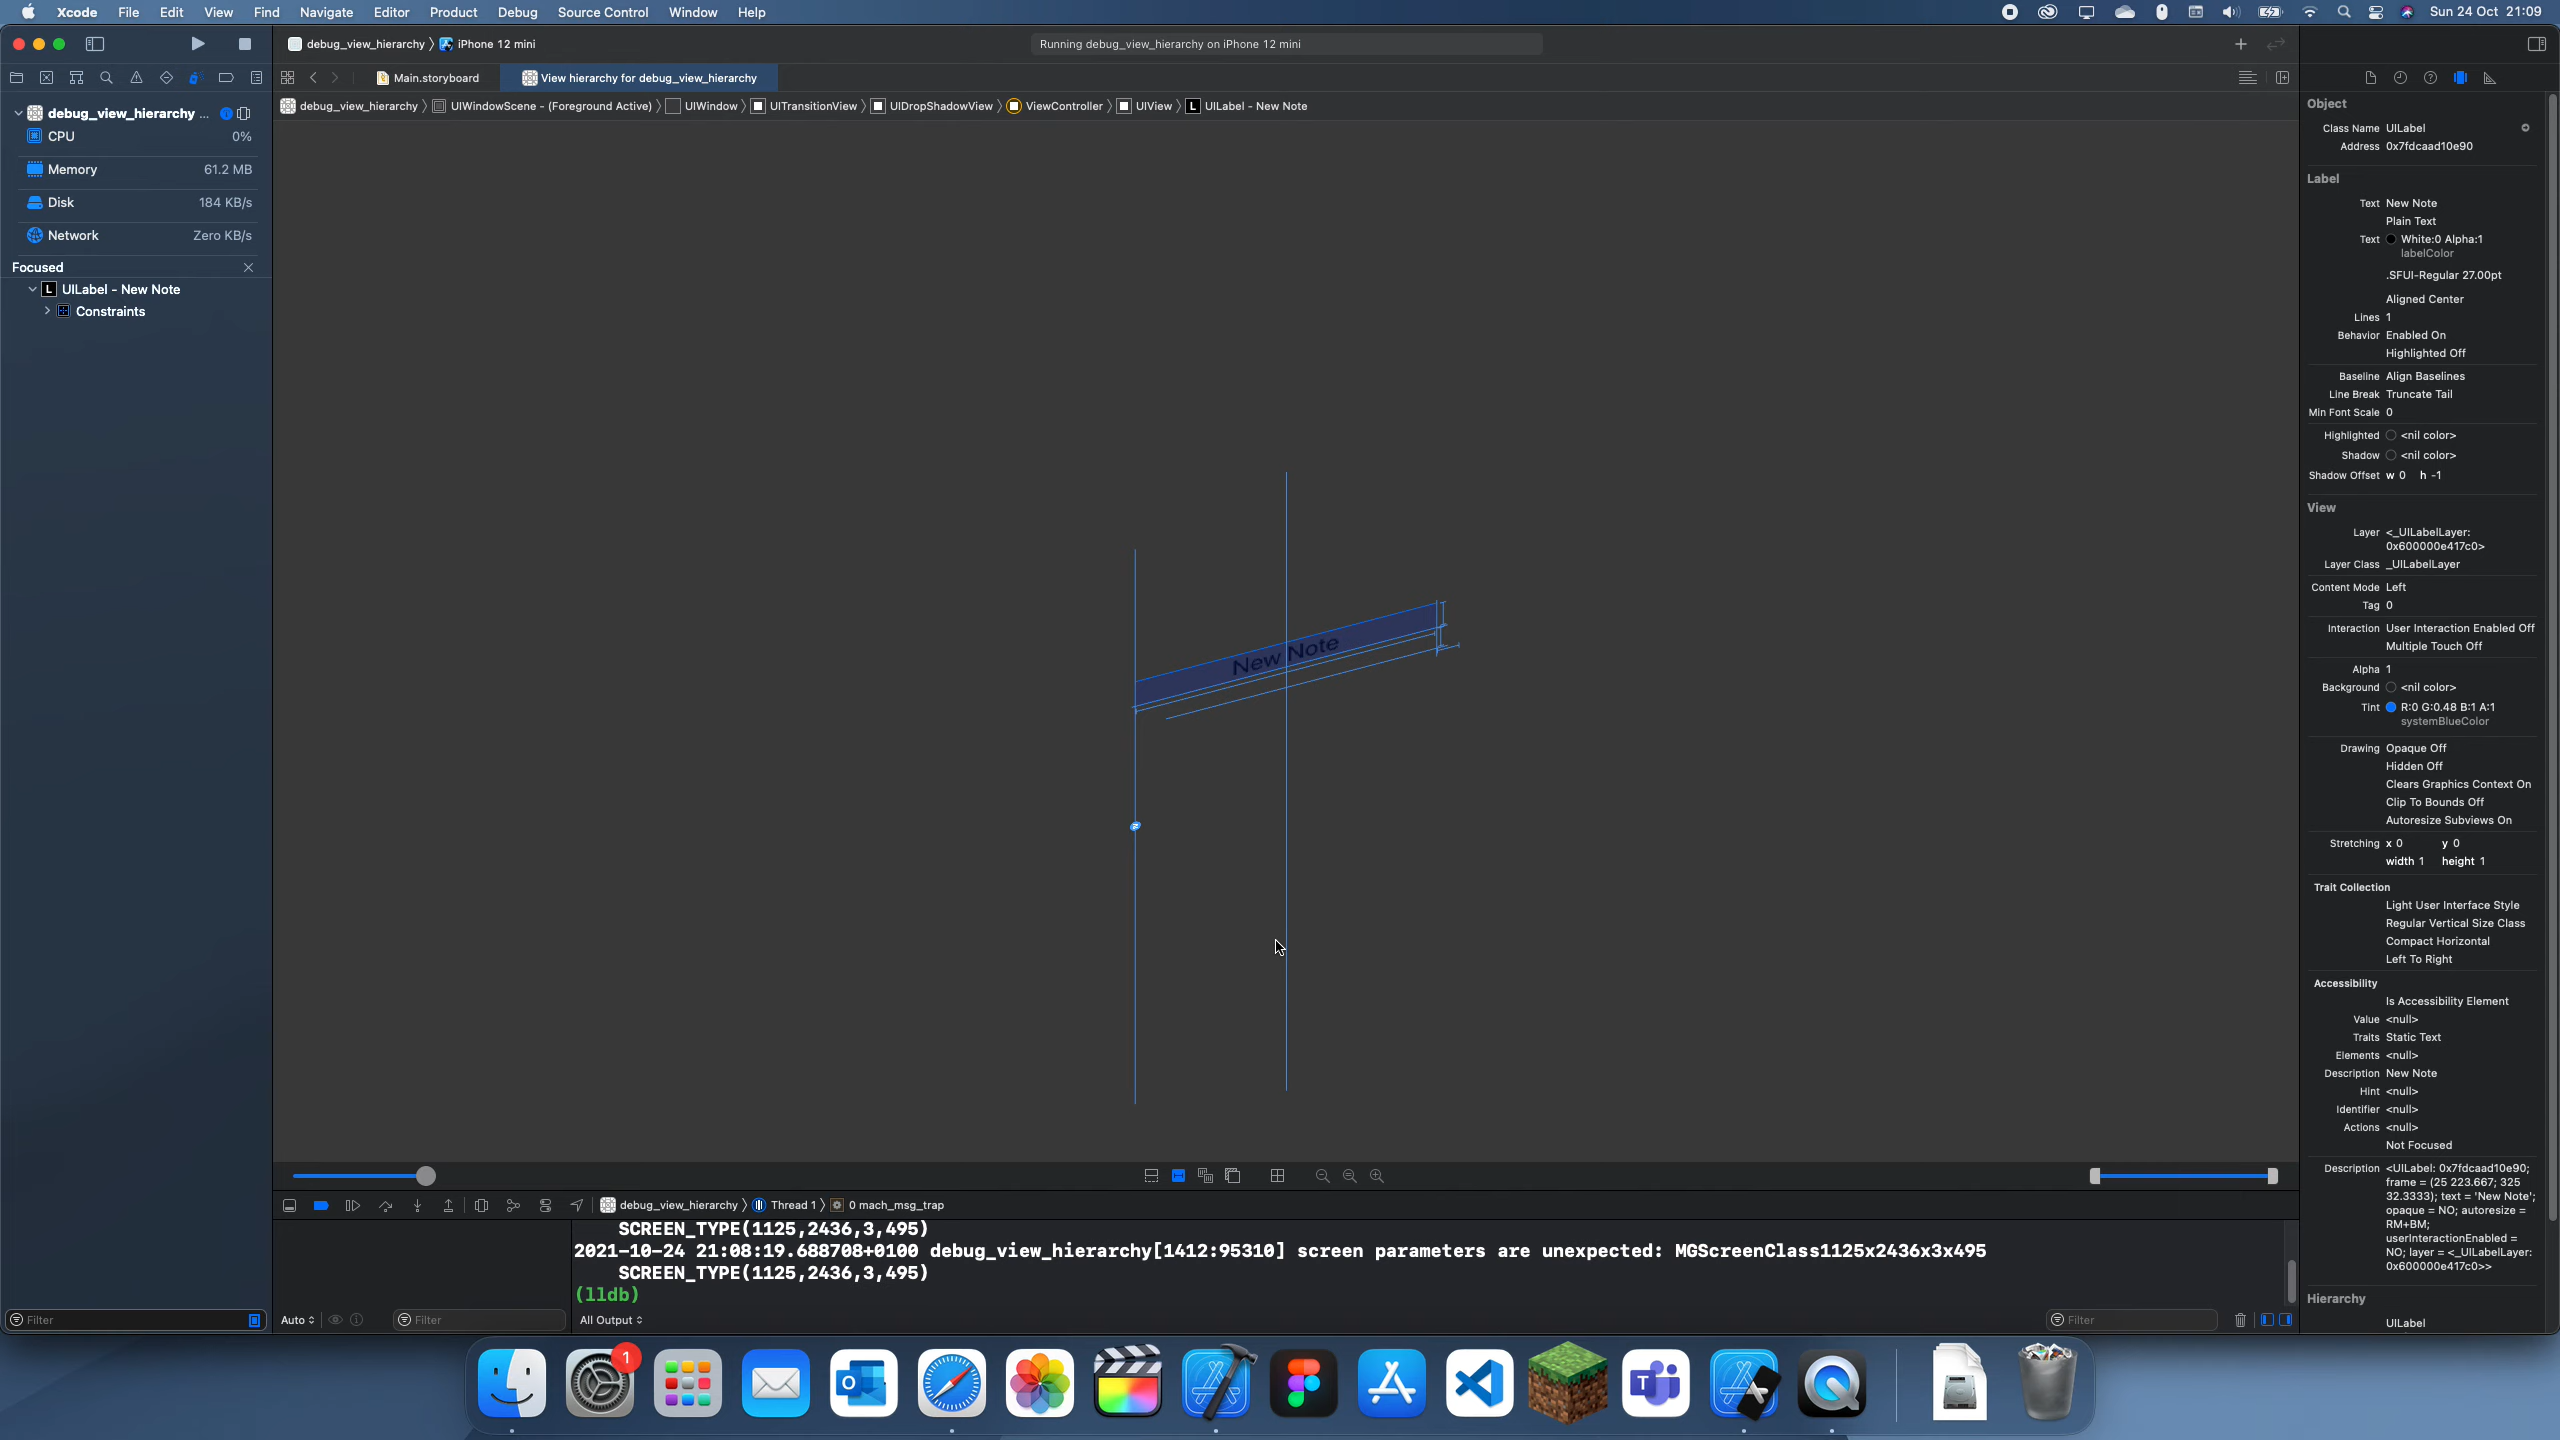 Xcode File Edit View Find Navigate Editor Product Debug Source Control Window Help Sun 24 Oct 21:09
debug_view_hierarchy iPhone 12 mini
Running debug_view_hierarchy on iPhone 12 mini
Main.storyboard
View hierarchy for debug_view_hierarchy
debug_view_hierarchy UIWindowScene - (Foreground Active) UIWindow UITransitionView UIDropShadowView ViewController UIView L UILabel - New Note
debug_view_hierarchy ...
CPU 0%
Memory 61.2 MB
Disk 184 KB/s
Network Zero KB/s
Focused
L UILabel - New Note
Constraints
Filter
New Note
Object
Class Name UILabel
Address 0x7fdcaad10e90
Label
Text New Note
Plain Text
Text White:0 Alpha:1
labelColor
.SFUI-Regular 27.00pt
Aligned Center
Lines 1
Behavior Enabled On
Highlighted Off
Baseline Align Baselines
Line Break Truncate Tail
Min Font Scale 0
Highlighted <nil color>
Shadow <nil color>
Shadow Offset w 0 h -1
View
Layer <_UILabelLayer:
0x600000e417c0>
Layer Class _UILabelLayer
Content Mode Left
Tag 0
Interaction User Interaction Enabled Off
Multiple Touch Off
Alpha 1
Background <nil color>
Tint R:0 G:0.48 B:1 A:1
systemBlueColor
Drawing Opaque Off
Hidden Off
Clears Graphics Context On
Clip To Bounds Off
Autoresize Subviews On
Stretching x 0 y 0
width 1 height 1
Trait Collection
Light User Interface Style
Regular Vertical Size Class
Compact Horizontal
Left To Right
Accessibility
Is Accessibility Element
Value <null>
Traits Static Text
Elements <null>
Description New Note
Hint <null>
Identifier <null>
Actions <null>
Not Focused
Description <UILabel: 0x7fdcaad10e90;
frame = (25 223.667; 325
32.3333); text = 'New Note';
opaque = NO; autoresize =
RM+BM;
userInteractionEnabled =
NO; layer = <_UILabelLayer:
0x600000e417c0>>
Hierarchy
UILabel
debug_view_hierarchy Thread 1 0 mach_msg_trap
SCREEN_TYPE(1125,2436,3,495)
2021-10-24 21:08:19.688708+0100 debug_view_hierarchy[1412:95310] screen parameters are unexpected: MGScreenClass1125x2436x3x495
SCREEN_TYPE(1125,2436,3,495)
(lldb)
Auto Filter All Output Filter
1